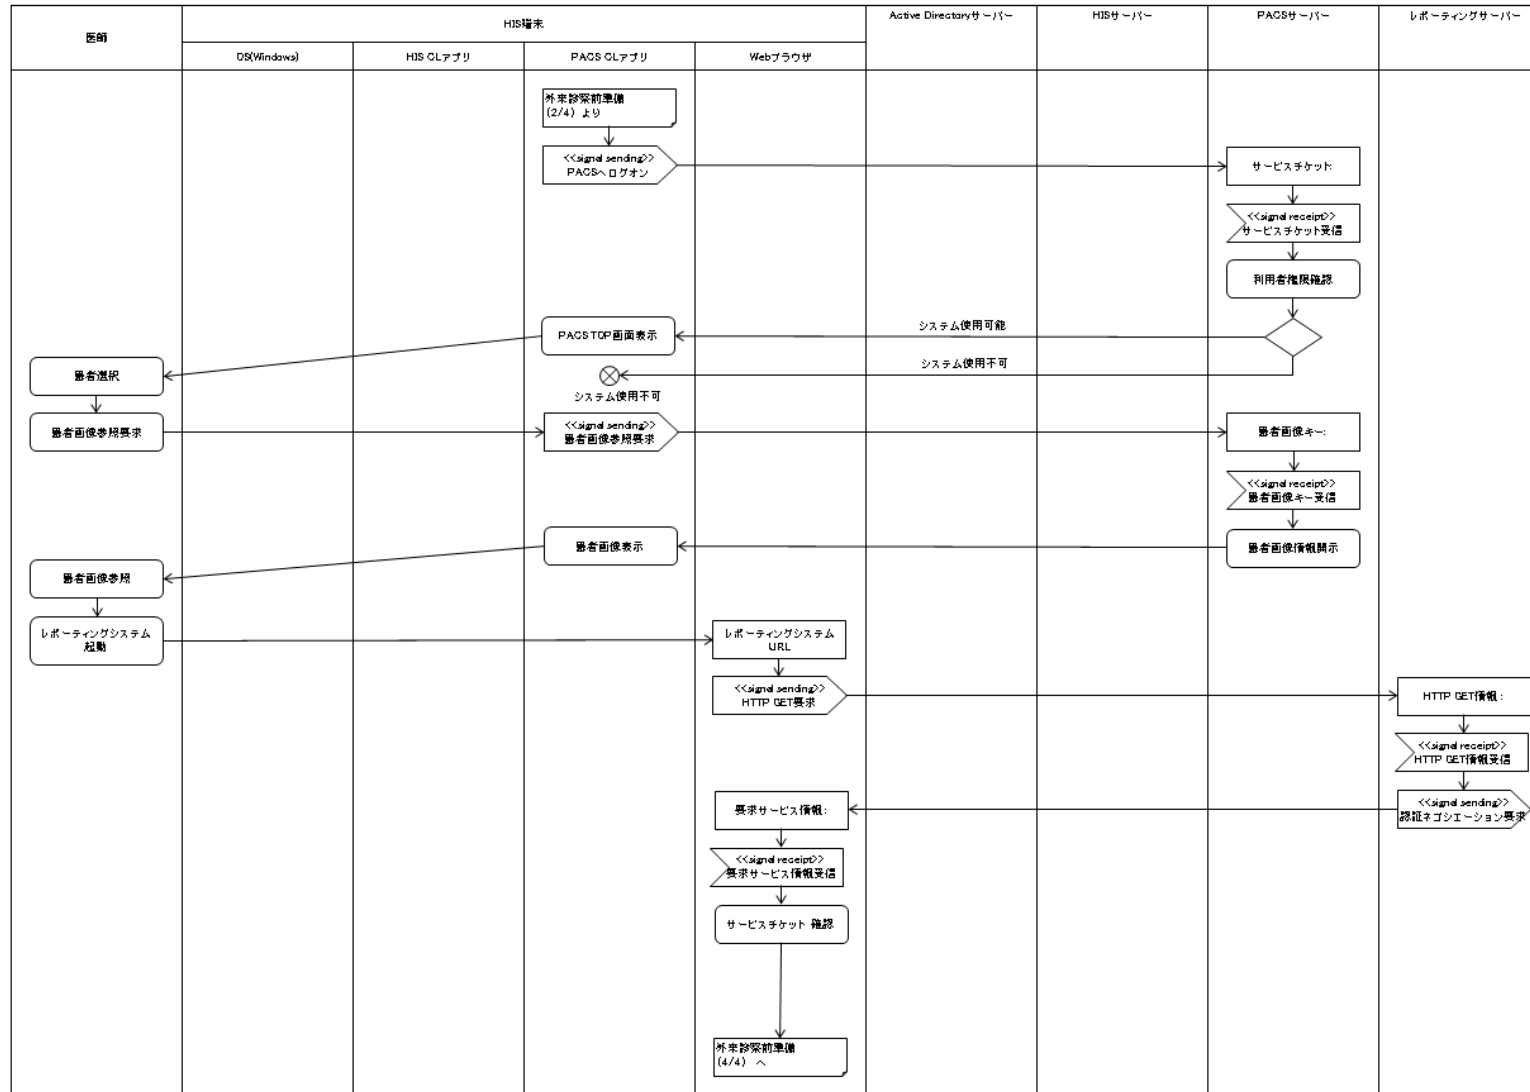 医師
HIS端末
Active Directoryサーバー
HISサーバー
PACSサーバー
レポーティングサーバー
OS(Windows)
HIS CLアプリ
PACS CLアプリ
Webブラウザ
外来診察前準備
(2/4) より
<<signal sending>>
PACSへログオン
サービスチケット:
<<signal receipt>>
サービスチケット受信
利用者権限確認
システム使用可能
PACS TOP画面表示
システム使用不可
患者選択
システム使用不可
患者画像参照要求
<<signal sending>>
患者画像参照要求
患者画像キー:
<<signal receipt>>
患者画像キー受信
患者画像表示
患者画像情報開示
患者画像参照
レポーティングシステム
起動
レポーティングシステム
URL
<<signal sending>>
HTTP GET要求
HTTP GET情報:
<<signal receipt>>
HTTP GET情報受信
<<signal sending>>
認証ネゴシエーション要求
要求サービス情報:
<<signal receipt>>
要求サービス情報受信
サービスチケット 確認
外来診察前準備
(4/4) へ